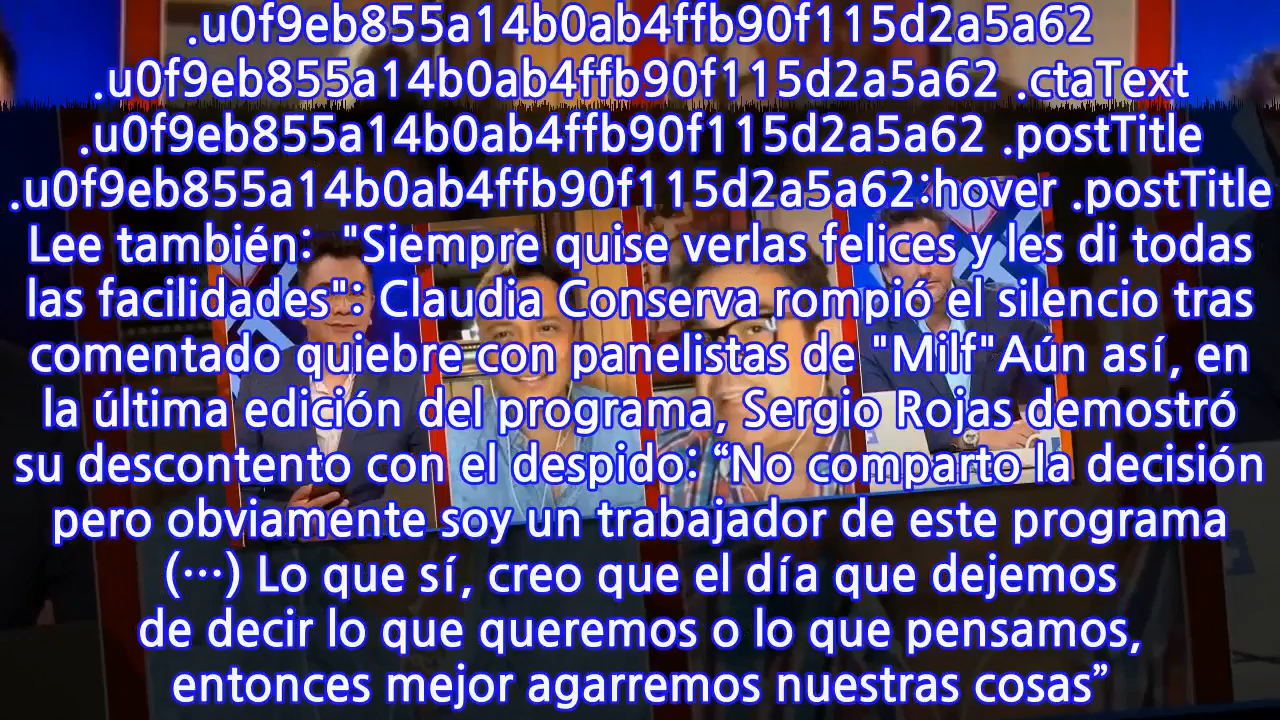 .u0f9eb855a14b0ab4ffb90f115d2a5a62
.u0f9eb855a14b0ab4ffb90f115d2a5a62 .ctaText
.u0f9eb855a14b0ab4ffb90f115d2a5a62 .postTitle
.u0f9eb855a14b0ab4ffb90f115d2a5a62:hover .postTitle
Lee también:  "Siempre quise verlas felices y les di todas
las facilidades": Claudia Conserva rompió el silencio tras
comentado quiebre con panelistas de "Milf"Aún así, en
la última edición del programa, Sergio Rojas demostró
su descontento con el despido: “No comparto la decisión
pero obviamente soy un trabajador de este programa
(…) Lo que sí, creo que el día que dejemos
de decir lo que queremos o lo que pensamos,
entonces mejor agarremos nuestras cosas”